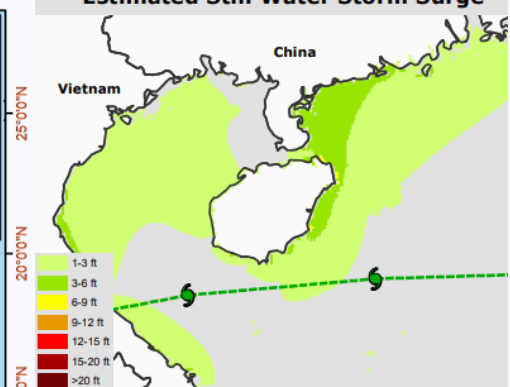 Estimated Still Water Storm Surge
China
Vietnam
25°0'0"N
20°0'0"N
1-3 ft
3-6 ft
6-9 ft
9-12 ft
12-15 ft
15-20 ft
>20 ft
0"N